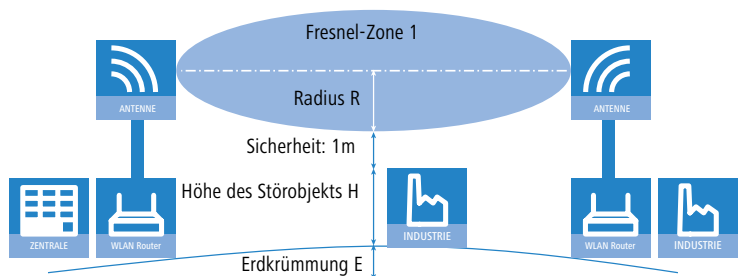 Fresnel-Zone 1
ANTENNE
ANTENNE
Radius R
Sicherheit: 1m
Höhe des Störobjekts H
ZENTRALE
WLAN Router
INDUSTRIE
WLAN Router
INDUSTRIE
Erdkrümmung E